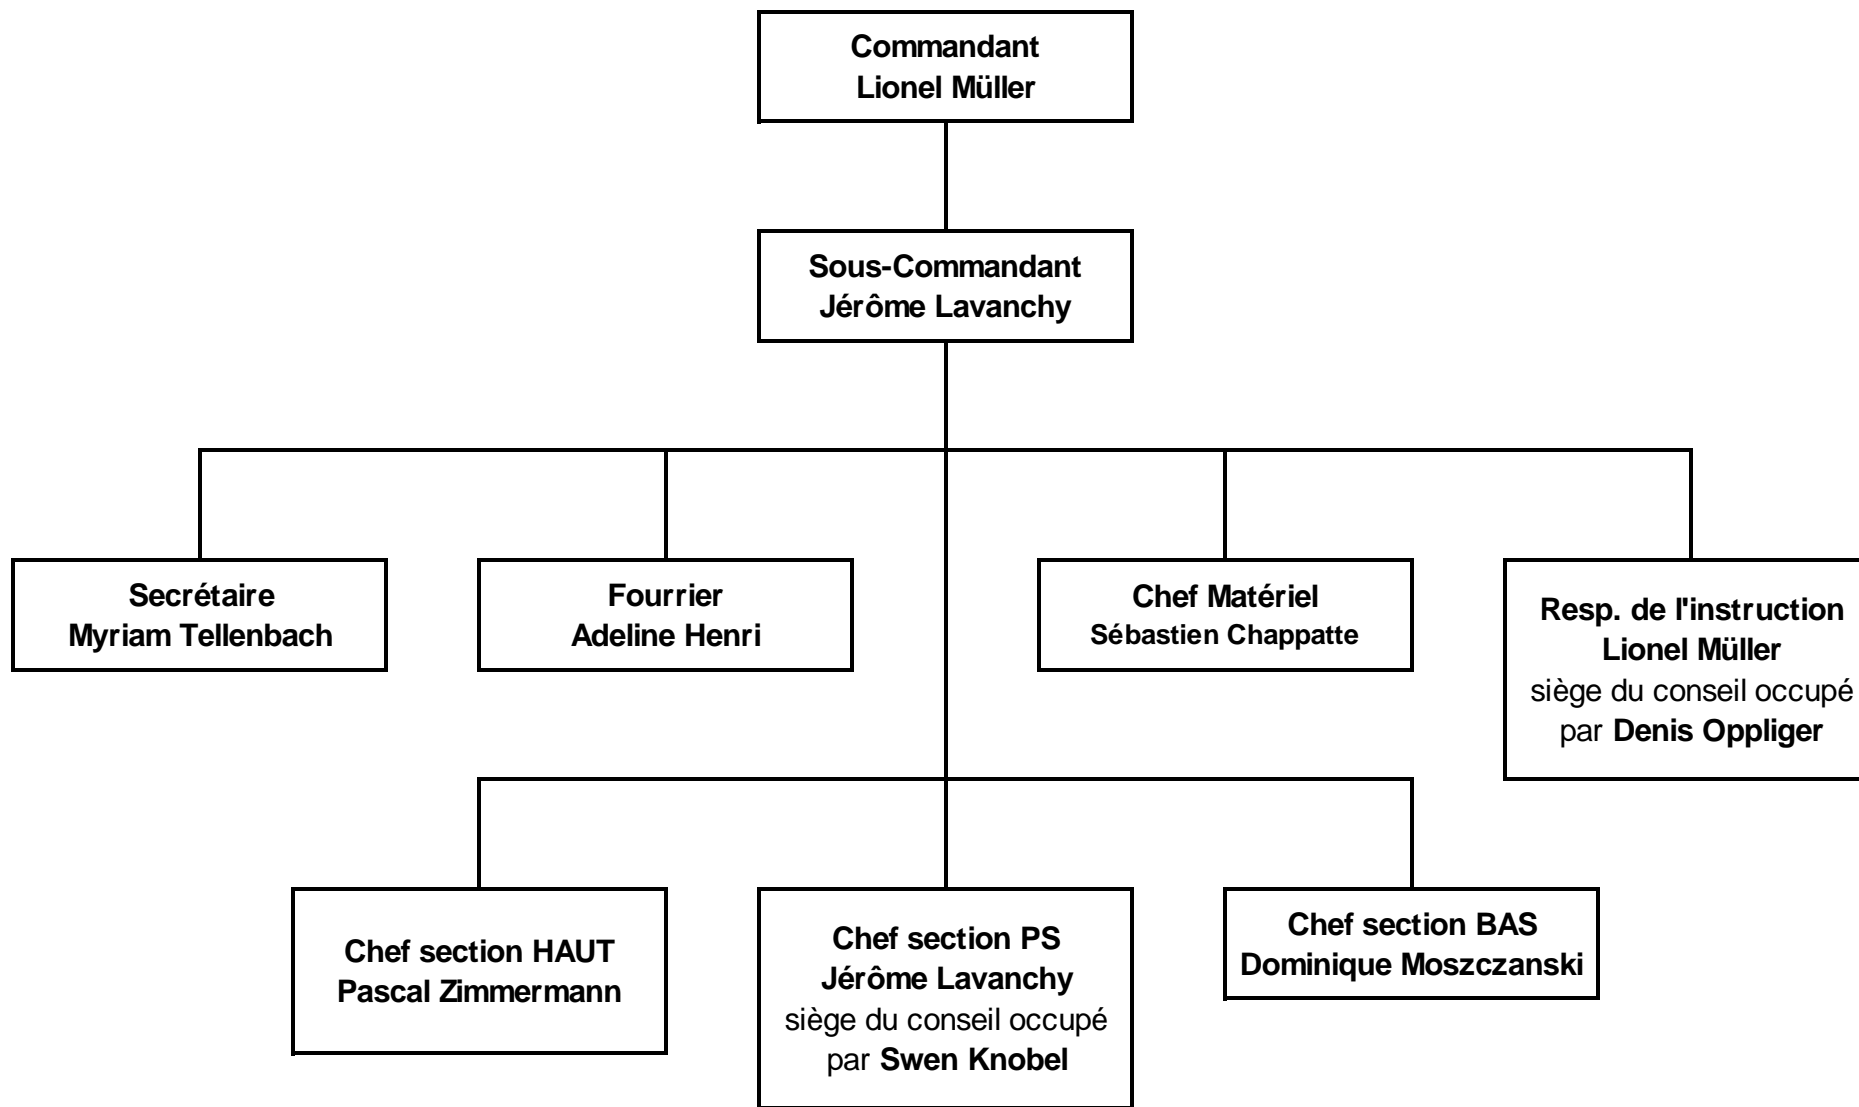 Commandant
Lionel Müller
Sous-Commandant
Jérôme Lavanchy
Secrétaire
Myriam Tellenbach
Fourrier
Adeline Henri
Chef Matériel
Sébastien Chappatte
Resp. de l'instruction
Lionel Müller
siège du conseil occupé
par Denis Oppliger
Chef section HAUT
Pascal Zimmermann
Chef section PS
Jérôme Lavanchy
siège du conseil occupé
par Swen Knobel
Chef section BAS
Dominique Moszczanski